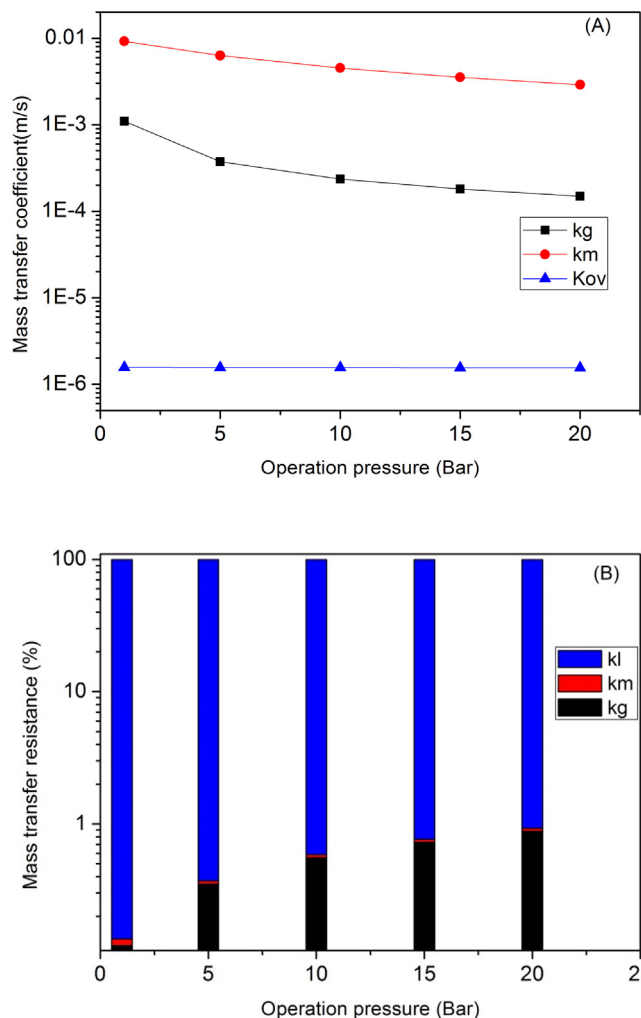 (A)
Mass transfer coefficient(m/s)
0.01
1E-3
1E-4
1E-5
1E-6
kg
km
Kov
0 5 10 15 20
Operation pressure (Bar)
(B)
Mass transfer resistance (%)
100
10
1
kl
km
kg
0 5 10 15 20 2
Operation pressure (Bar)